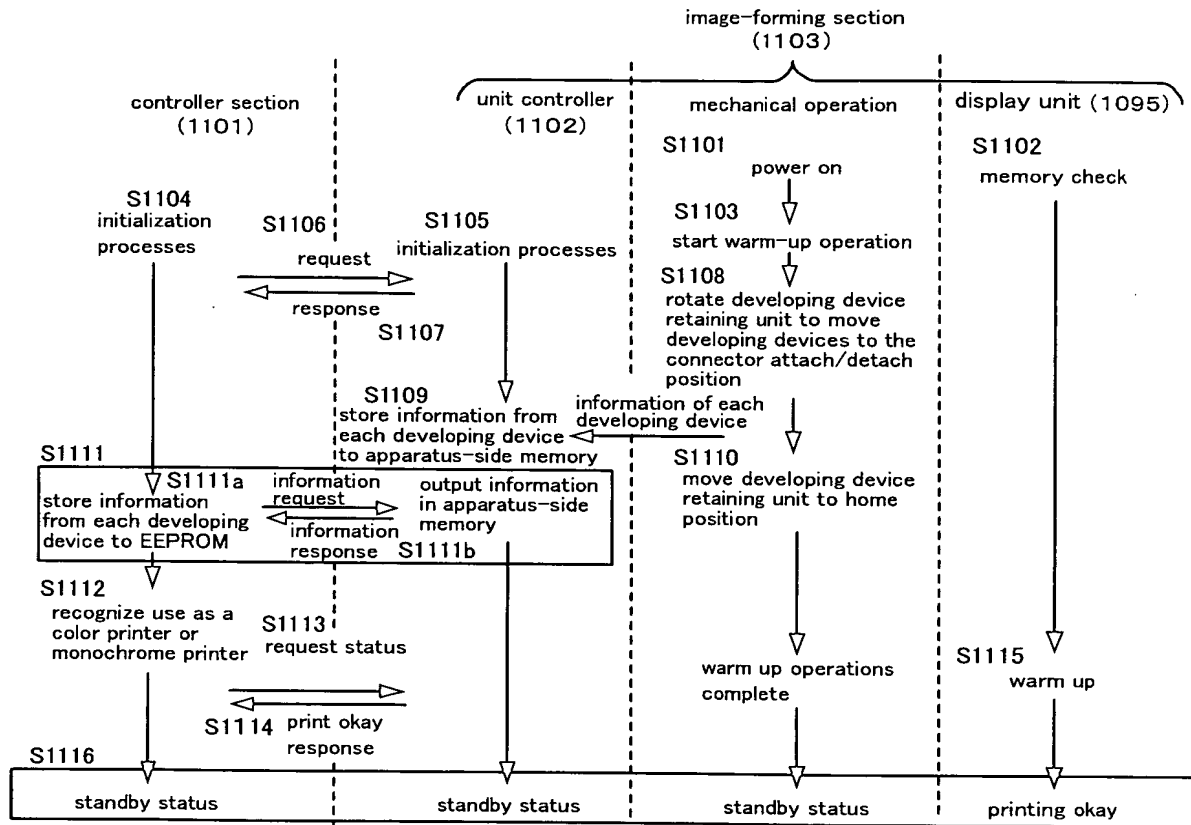 image-forming section
(1103)
controller section
(1101)
unit controller
(1102)
mechanical operation
display unit (1095)
S1101
power on
S1102
memory check
S1104
initialization
processes
S1106
request
response
S1107
S1105
initialization processes
S1103
start warm-up operation
S1108
rotate developing device
retaining unit to move
developing devices to the
connector attach/detach
position
S1109
store information from
each developing device
to apparatus-side memory
information of each
developing device
S1110
move developing device
retaining unit to home
position
S1111
S1111a
store information
from each developing
device to EEPROM
information
request
information
response
output information
in apparatus-side
memory
S1111b
S1112
recognize use as a
color printer or
monochrome printer
S1113
request status
S1114
print okay
response
warm up operations
complete
S1115
warm up
S1116
standby status
standby status
standby status
printing okay